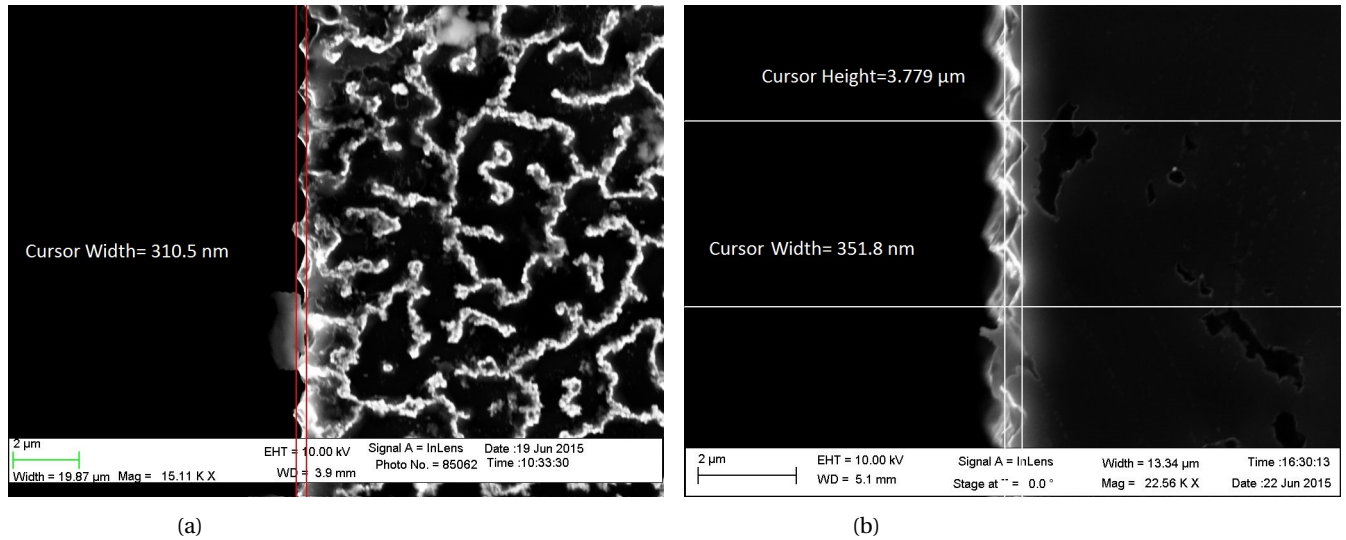 Cursor Width= 310.5 nm
2 µm
Width = 19.87 µm Mag = 15.11 K X
EHT = 10.00 kV
WD = 3.9 mm
Signal A = InLens
Photo No. = 85062
Date :19 Jun 2015
Time :10:33:30
(a)
Cursor Height=3.779 µm
Cursor Width= 351.8 nm
2 µm
EHT = 10.00 kV
WD = 5.1 mm
Signal A = InLens
Stage at T = 0.0 °
Width = 13.34 µm
Mag = 22.56 K X
Time :16:30:13
Date :22 Jun 2015
(b)